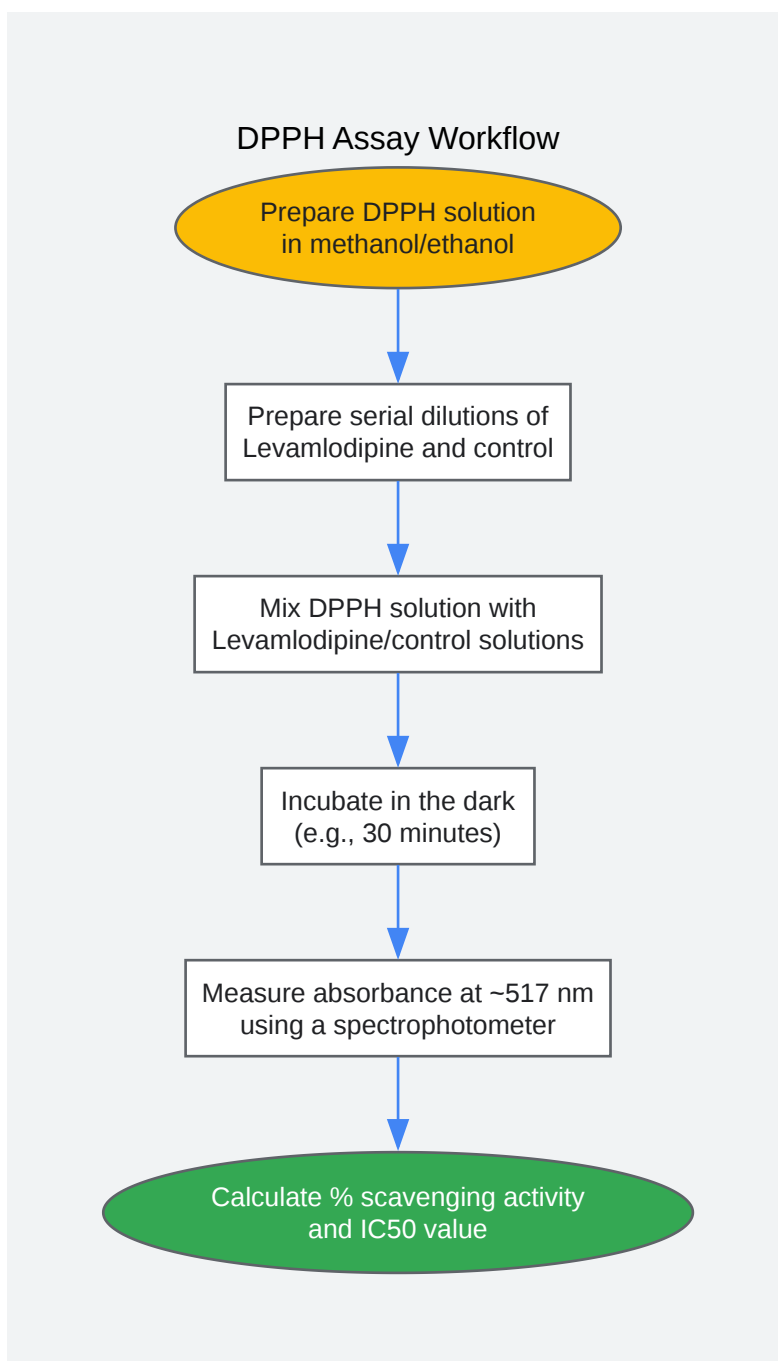 DPPH Assay Workflow
Prepare DPPH solution
in methanol/ethanol
Prepare serial dilutions of
Levamlodipine and control
Mix DPPH solution with
Levamlodipine/control solutions
Incubate in the dark
(e.g., 30 minutes)
Measure absorbance at ~517 nm
using a spectrophotometer
Calculate % scavenging activity
and IC50 value